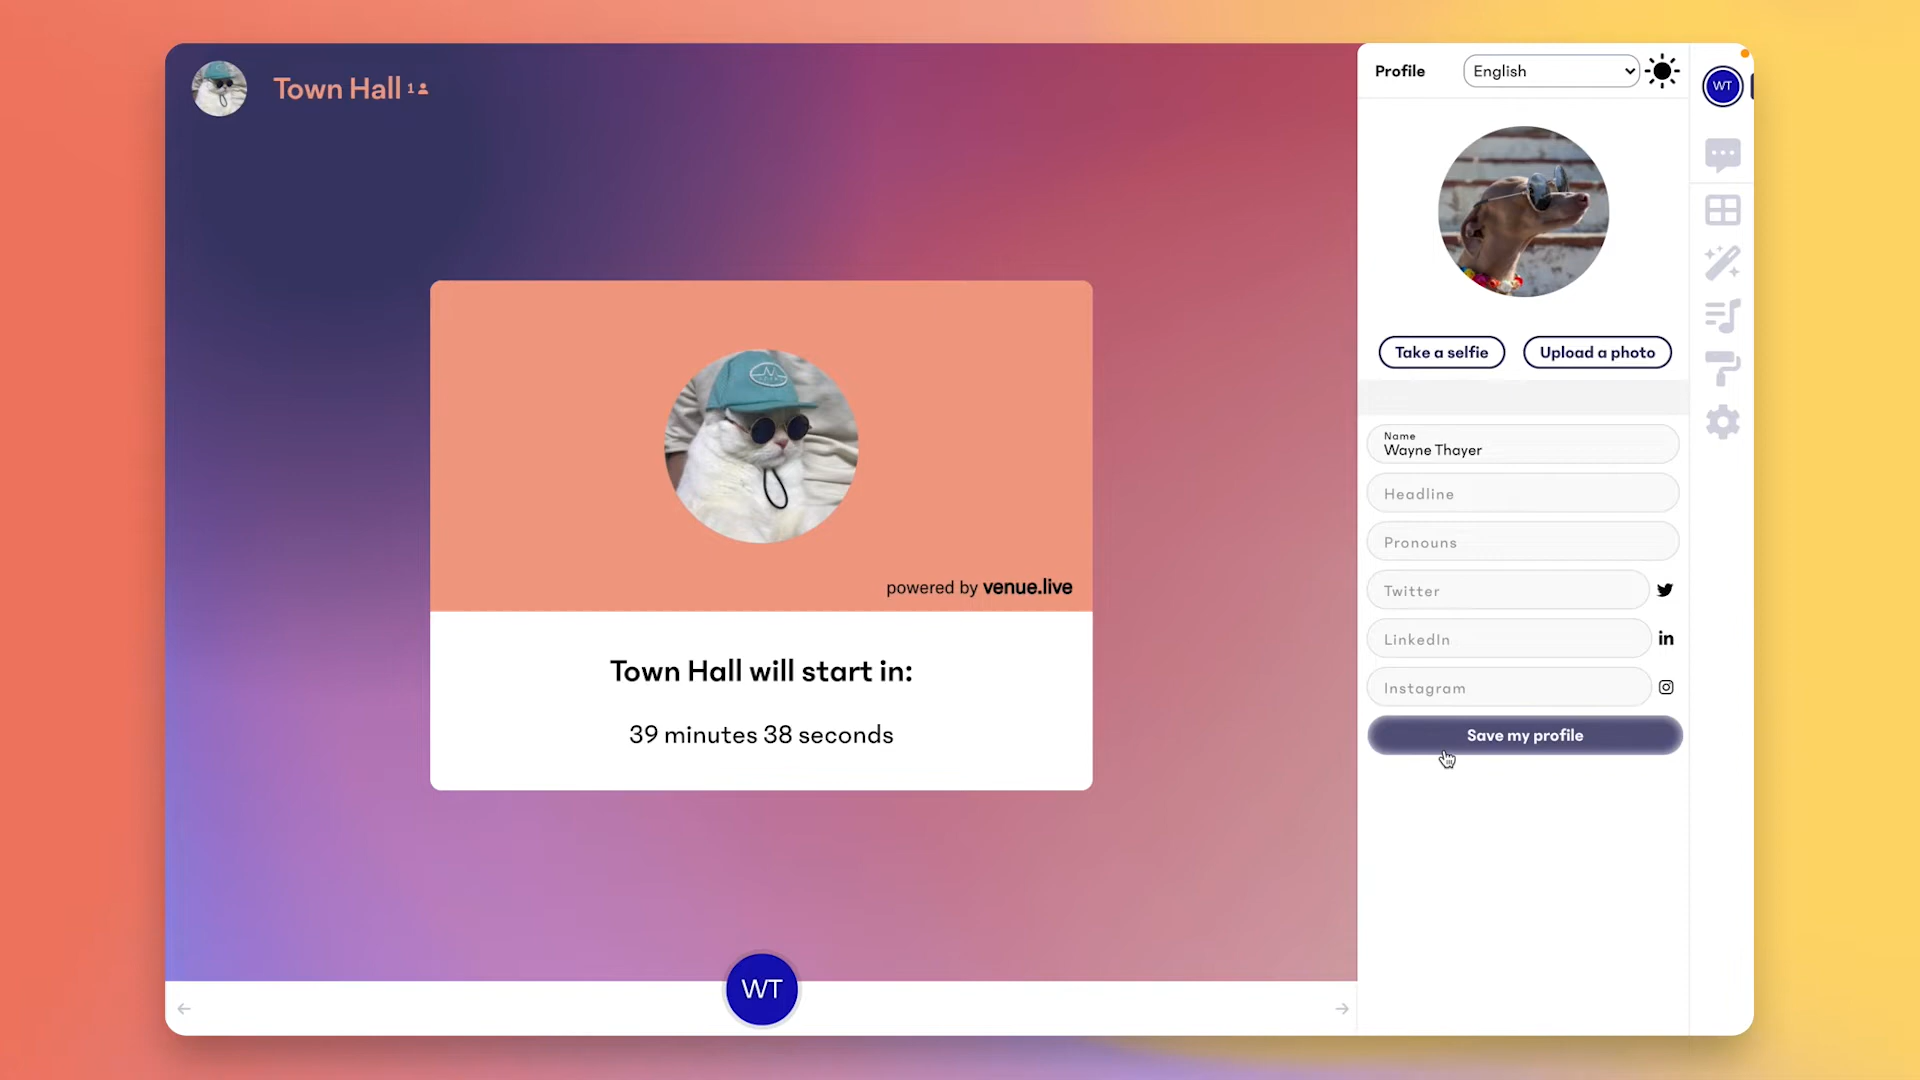 Town Hall 1
powered by venue.live
Town Hall will start in:
39 minutes 38 seconds
WT
Profile
English
WT
Take a selfie
Upload a photo
Name
Wayne Thayer
Headline
Pronouns
Twitter
LinkedIn
in
Instagram
Save my profile